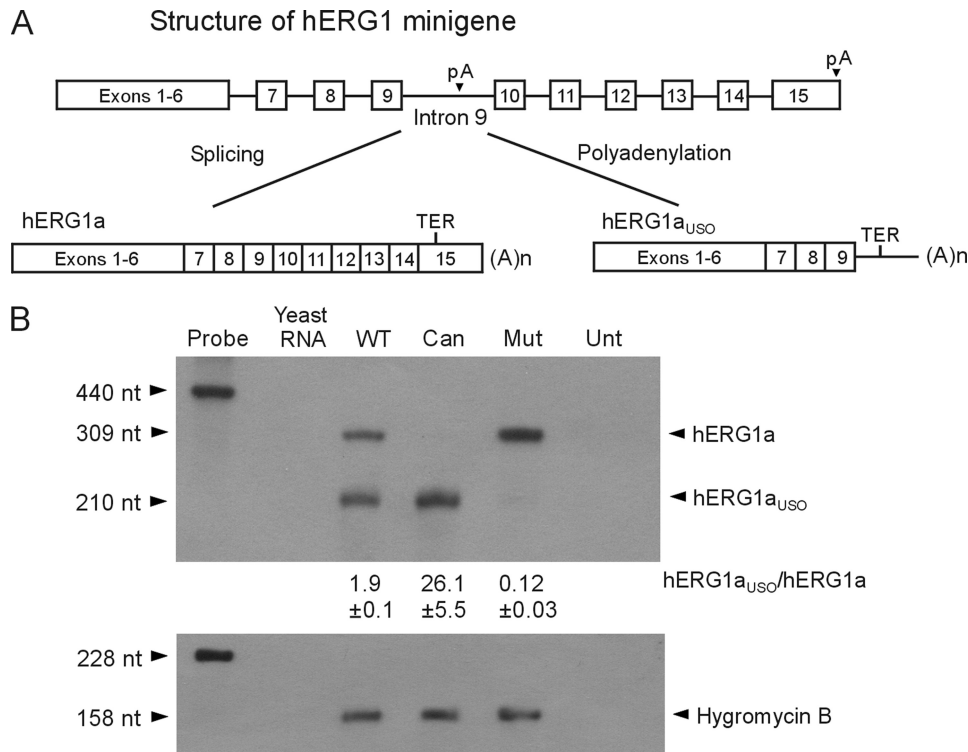 A Structure of hERG1 minigene
pA pA
Exons 1-6 7 8 9 10 11 12 13 14 15
Intron 9
Splicing Polyadenylation
hERG1a hERG1aUSO
TER TER
Exons 1-6 7 8 9 10 11 12 13 14 15 (A)n Exons 1-6 7 8 9 (A)n
B
Probe Yeast RNA WT Can Mut Unt
440 nt
309 nt hERG1a
210 nt hERG1aUSO
1.9 26.1 0.12 hERG1aUSO/hERG1a
±0.1 ±5.5 ±0.03
228 nt
158 nt Hygromycin B